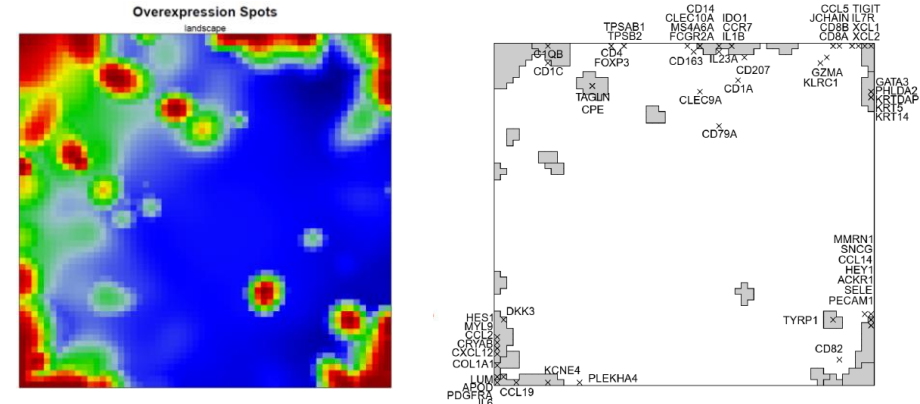 Overexpression Spots
landscape
CD14
CLEC10A IDO1
MS4A6A CCR7
FCGR2A IL1B
TPSAB1
TPSB2
CCL5 TIGIT
JCHAIN IL7R
CD8B XCL1
CD8A XCL2
C1QB
CD1C
CD4
FOXP3
CD163
IL23A
CD207
CD1A
CLEC9A
CD79A
TAGLN
CPE
GZMA
KLRC1
GATA3
PHLDA2
KRTDAP
KRT5
KRT14
MMRN1
SNCG
CCL14
HEY1
ACKR1
SELE
PECAM1
TYRP1
CD82
HES1
DKK3
MYL9
CCL2
CRYAB
CXCL12
COL1A1
LUM
APOD
PDGFRA
IL6
CCL19
KCNE4
PLEKHA4